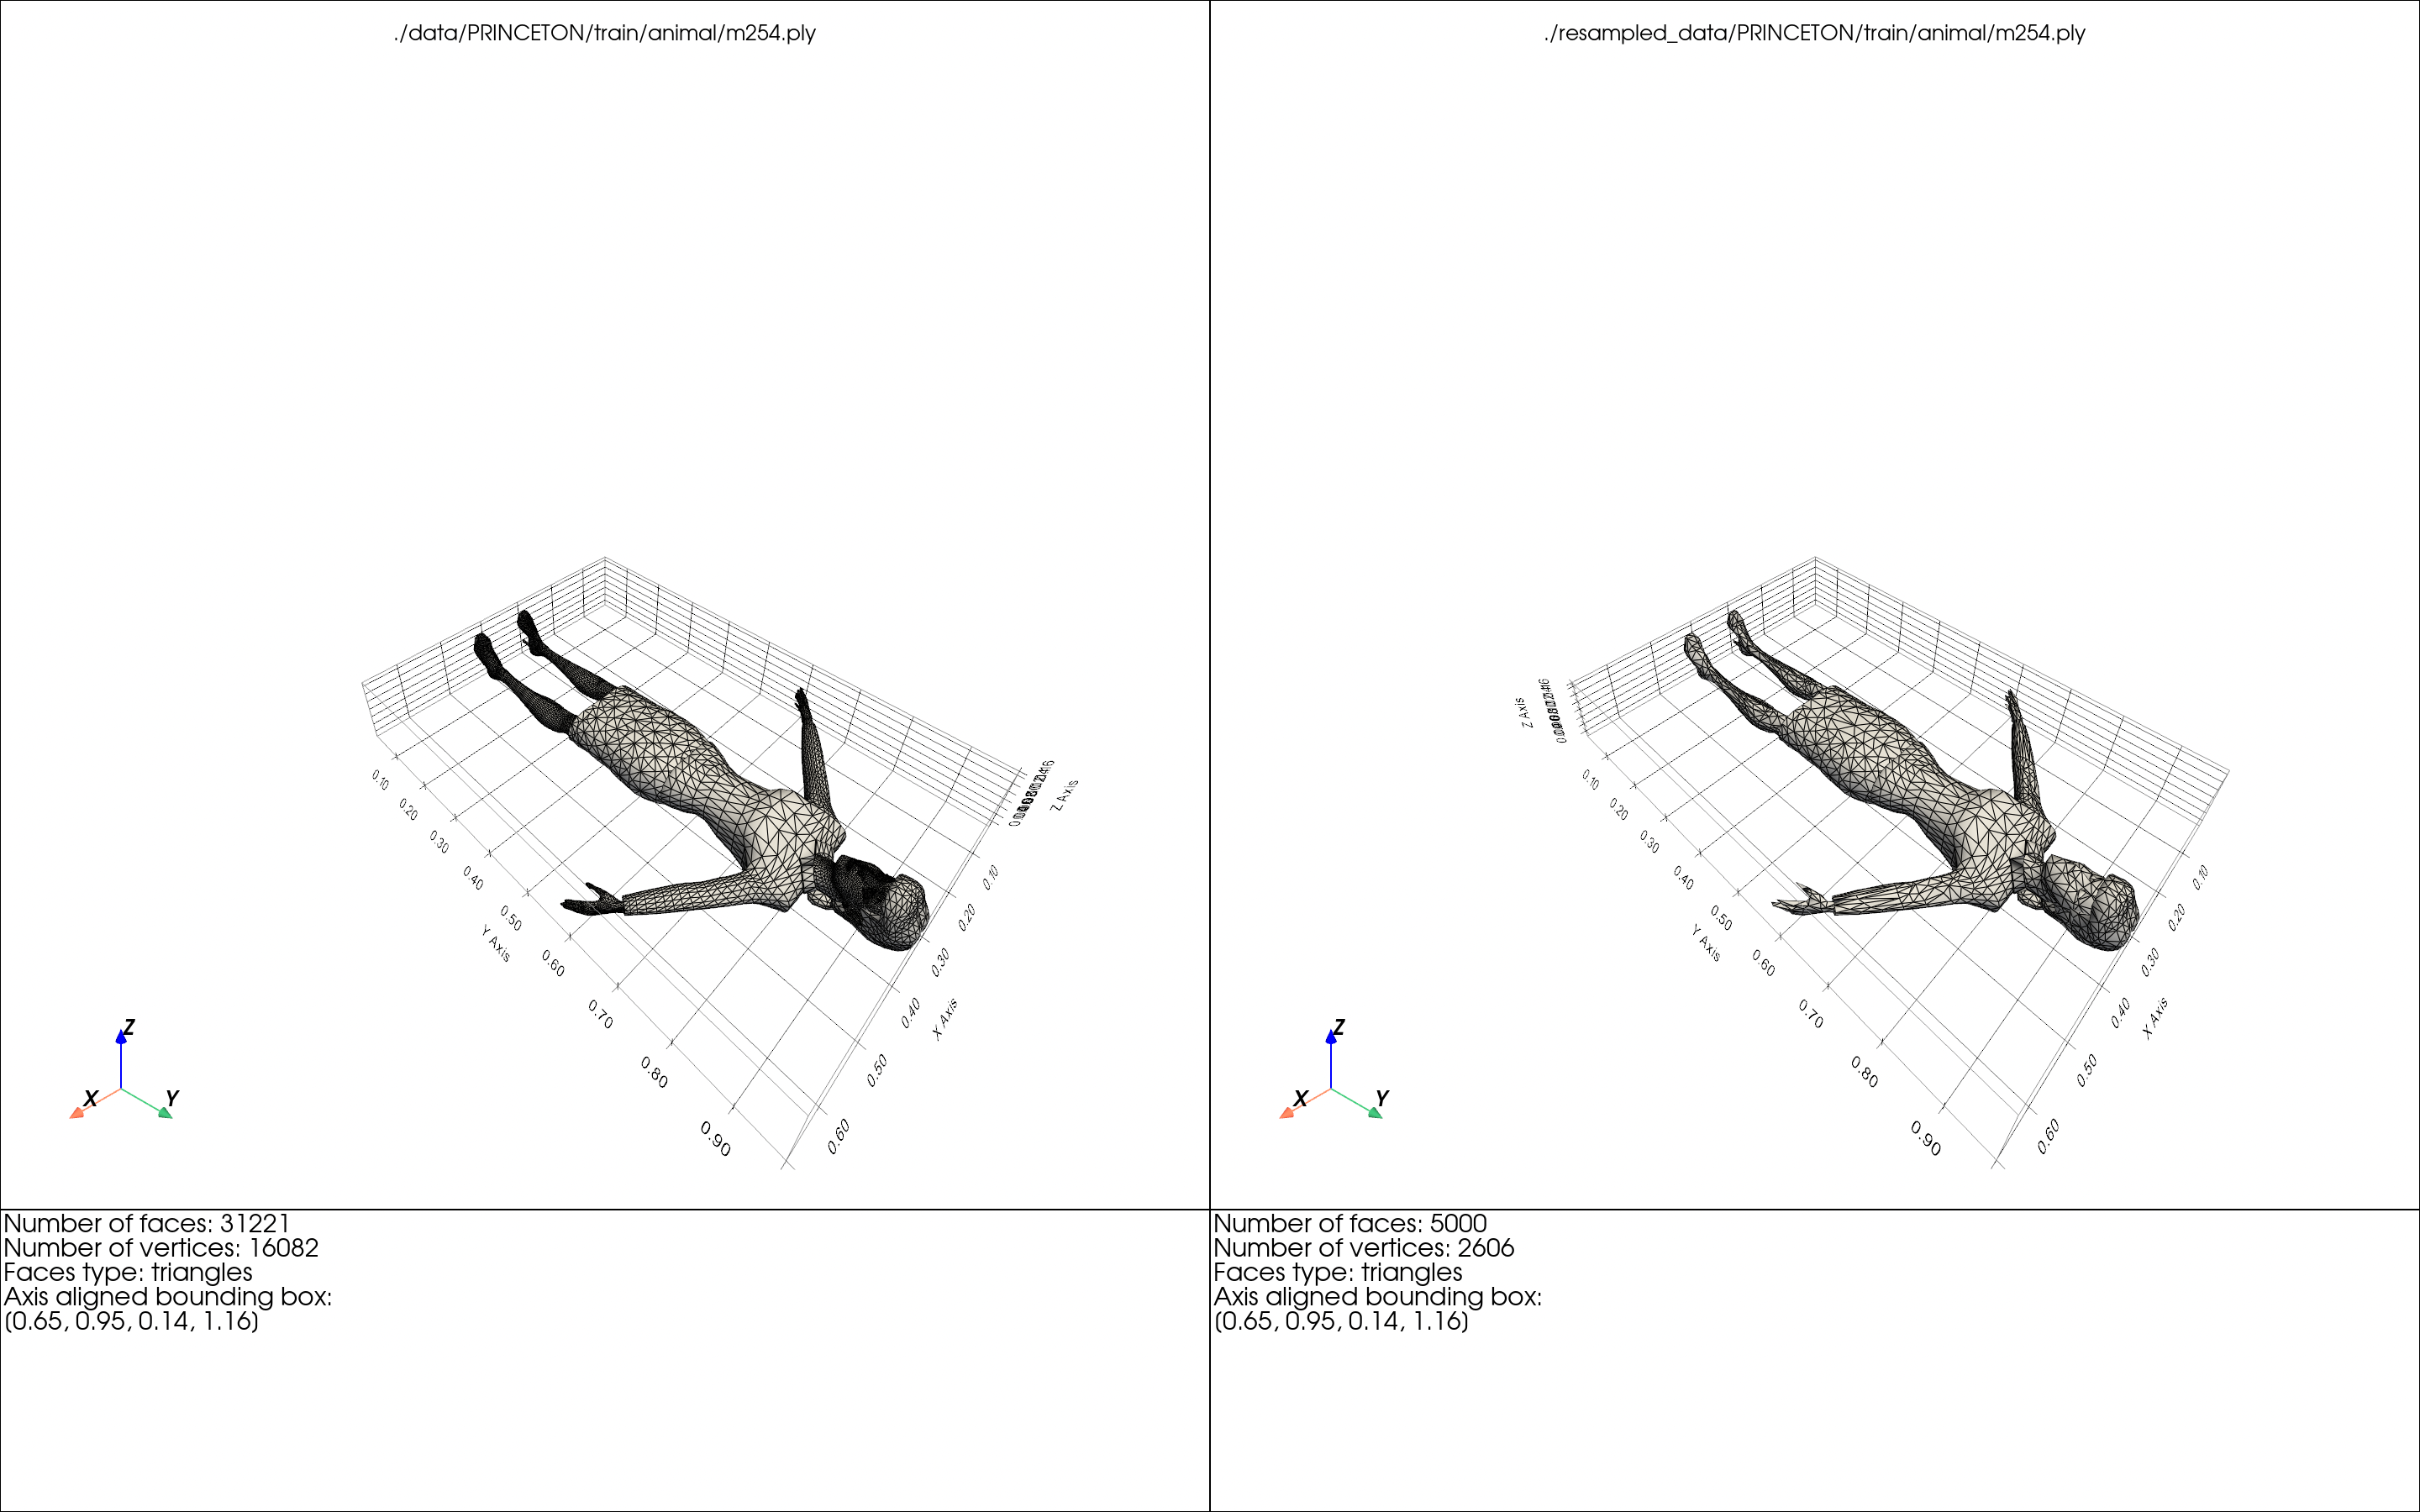 ./data/PRINCETON/train/animal/m254.ply
0.10
0.20
0.30
0.40
0.50
0.60
0.70
0.80
0.90
Y Axis
0.10
0.20
0.30
0.40
0.50
0.60
X Axis
Z Axis
Z
X
Y
Number of faces: 31221
Number of vertices: 16082
Faces type: triangles
Axis aligned bounding box:
(0.65, 0.95, 0.14, 1.16)
./resampled_data/PRINCETON/train/animal/m254.ply
Z Axis
0.10
0.20
0.30
0.40
0.50
0.60
0.70
0.80
0.90
Y Axis
0.10
0.20
0.30
0.40
0.50
0.60
X Axis
Z
X
Y
Number of faces: 5000
Number of vertices: 2606
Faces type: triangles
Axis aligned bounding box:
(0.65, 0.95, 0.14, 1.16)